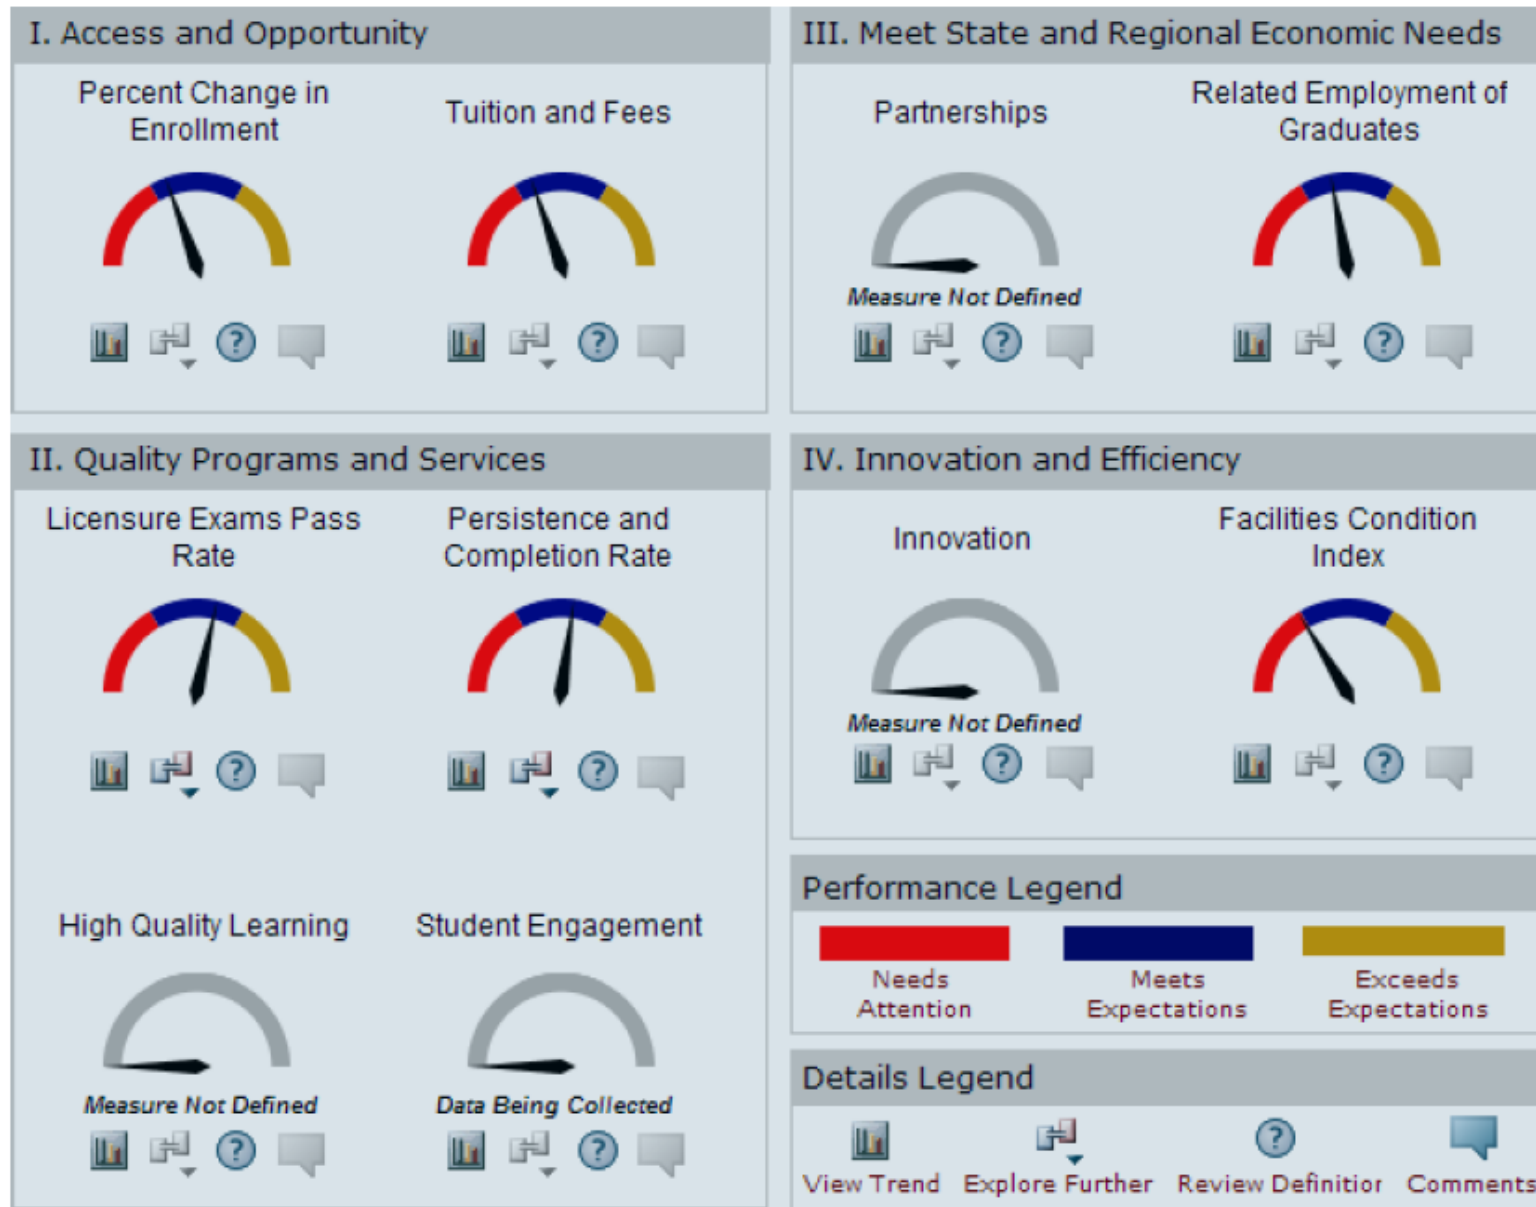 I. Access and Opportunity
Percent Change in
Enrollment
Tuition and Fees
III. Meet State and Regional Economic Needs
Partnerships
Measure Not Defined
Related Employment of
Graduates
II. Quality Programs and Services
Licensure Exams Pass
Rate
Persistence and
Completion Rate
High Quality Learning
Measure Not Defined
Student Engagement
Data Being Collected
IV. Innovation and Efficiency
Innovation
Measure Not Defined
Facilities Condition
Index
Performance Legend
Needs
Attention
Meets
Expectations
Exceeds
Expectations
Details Legend
View Trend
Explore Further
Review Definition
Comments